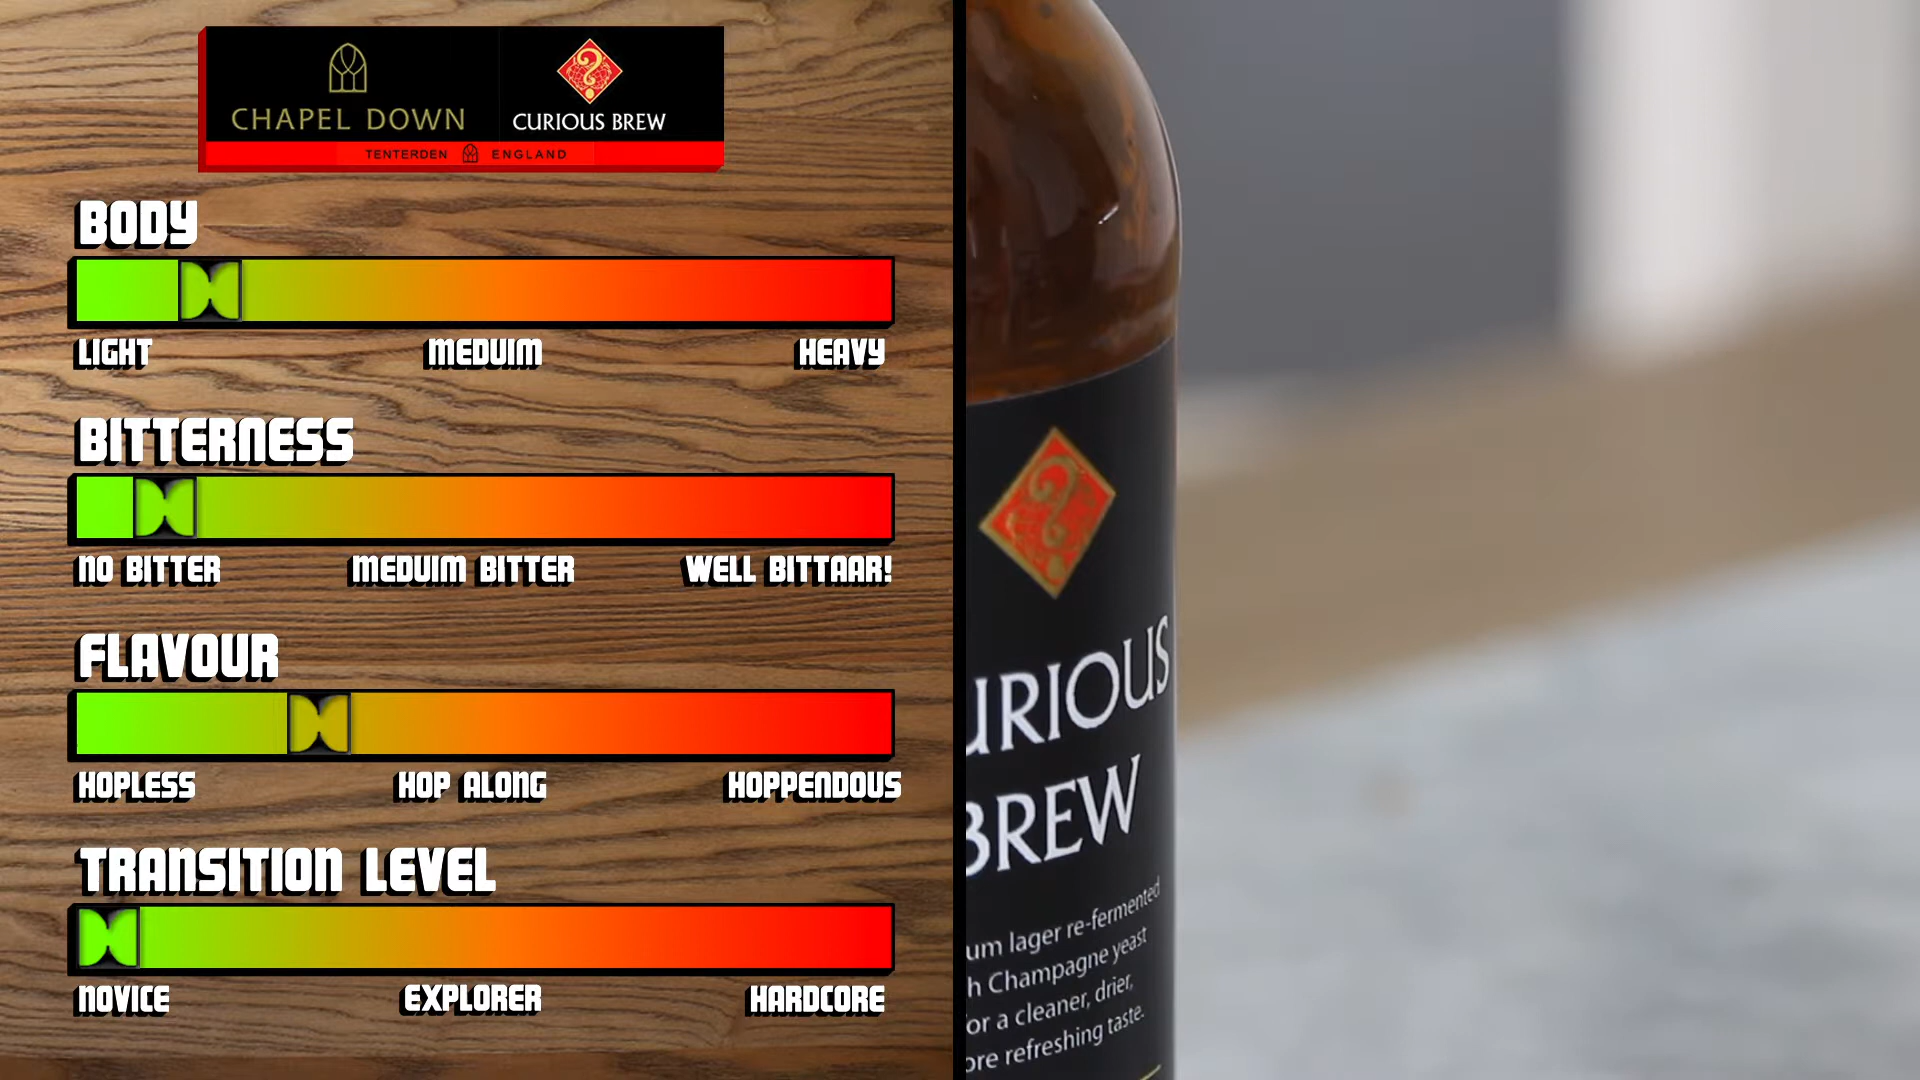 CHAPEL DOWN
CURIOUS BREW
TENTERDEN ENGLAND
BODY
LIGHT MEDUIM HEAVY
BITTERNESS
NO BITTER MEDUIM BITTER WELL BITTAAR!
FLAVOUR
HOPLESS HOP ALONG HOPPENDOUS
TRANSITION LEVEL
NOVICE EXPLORER HARDCORE
URIOUS
BREW
um lager re-fermented
h Champagne yeast
or a cleaner, drier,
ore refreshing taste.